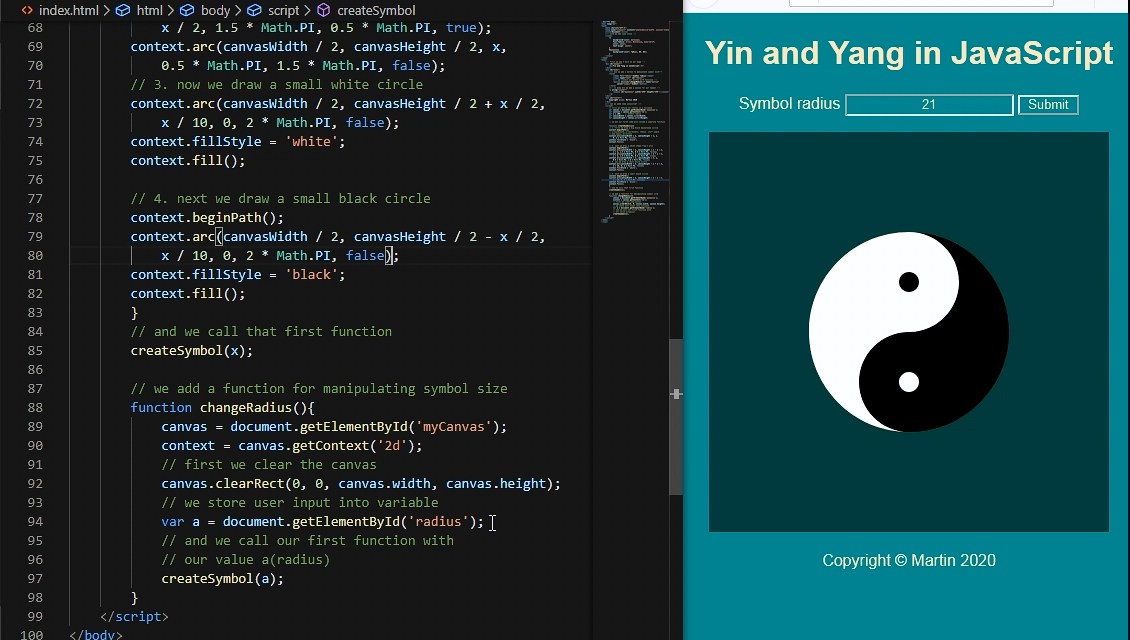 index.html > html > body > script > createSymbol
68 x / 2, 1.5 * Math.PI, 0.5 * Math.PI, true);
69 context.arc(canvasWidth / 2, canvasHeight / 2, x,
70 0.5 * Math.PI, 1.5 * Math.PI, false);
71 // 3. now we draw a small white circle
72 context.arc(canvasWidth / 2, canvasHeight / 2 + x / 2,
73 x / 10, 0, 2 * Math.PI, false);
74 context.fillStyle = 'white';
75 context.fill();
76
77 // 4. next we draw a small black circle
78 context.beginPath();
79 context.arc(canvasWidth / 2, canvasHeight / 2 - x / 2,
80 x / 10, 0, 2 * Math.PI, false);
81 context.fillStyle = 'black';
82 context.fill();
83 }
84 // and we call that first function
85 createSymbol(x);
86
87 // we add a function for manipulating symbol size
88 function changeRadius(){
89 canvas = document.getElementById('myCanvas');
90 context = canvas.getContext('2d');
91 // first we clear the canvas
92 canvas.clearRect(0, 0, canvas.width, canvas.height);
93 // we store user input into variable
94 var a = document.getElementById('radius');
95 // and we call our first function with
96 // our value a(radius)
97 createSymbol(a);
98 }
99 </script>
100 </body>
Yin and Yang in JavaScript
Symbol radius 21 Submit
Copyright © Martin 2020